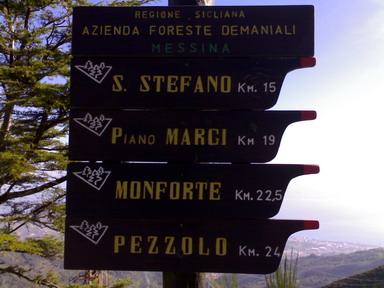 REGIONE SICILIANA
AZIENDA FORESTE DEMANIALI
MESSINA
S. STEFANO KM. 15
PIANO MARGI KM 19
MONFORTE KM. 22,5
PEZZOLO KM. 24